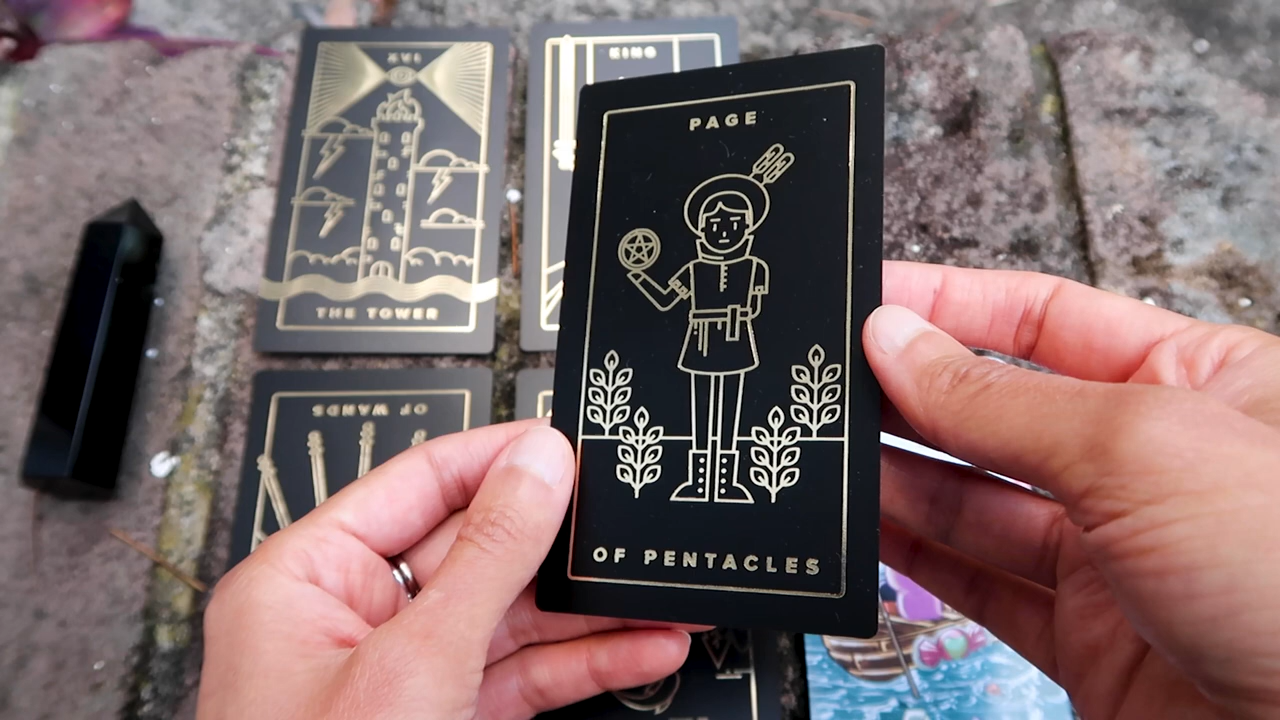 XVI
THE TOWER
KING
PAGE
OF PENTACLES
OF WANDS